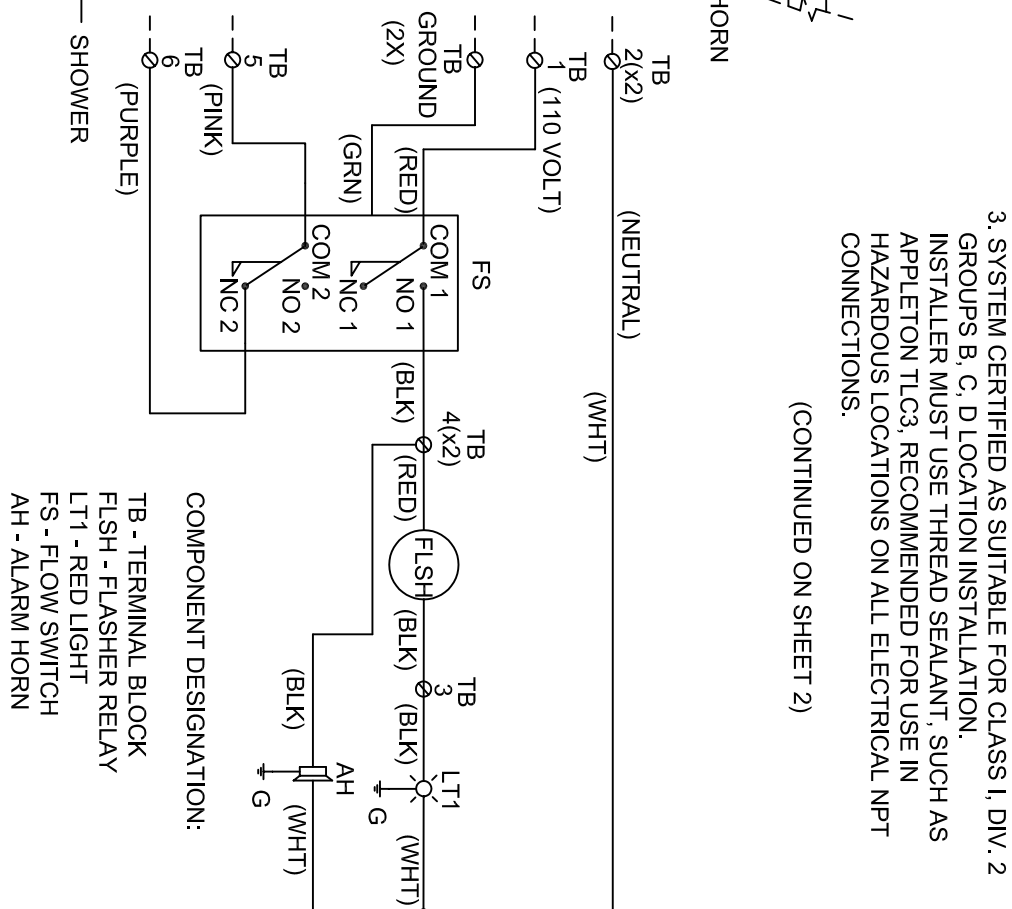 3. SYSTEM CERTIFIED AS SUITABLE FOR CLASS I, DIV. 2
GROUPS B, C, D LOCATION INSTALLATION.
INSTALLER MUST USE THREAD SEALANT, SUCH AS
APPLETON TLC3, RECOMMENDED FOR USE IN
HAZARDOUS LOCATIONS ON ALL ELECTRICAL NPT
CONNECTIONS.
(CONTINUED ON SHEET 2)
HORN
TB
2(x2)
(NEUTRAL)
(WHT)
TB
1
(110 VOLT)
(RED)
TB
GROUND
(2X)
(GRN)
TB
5
(PINK)
TB
6
(PURPLE)
SHOWER
FS
COM 1
NO 1
NC 1
COM 2
NO 2
NC 2
(BLK)
TB
4(x2)
(RED)
FLSH
(BLK)
TB
3
(BLK)
LT1
G
(WHT)
(BLK)
AH
G
(WHT)
COMPONENT DESIGNATION:
TB - TERMINAL BLOCK
FLSH - FLASHER RELAY
LT1 - RED LIGHT
FS - FLOW SWITCH
AH - ALARM HORN